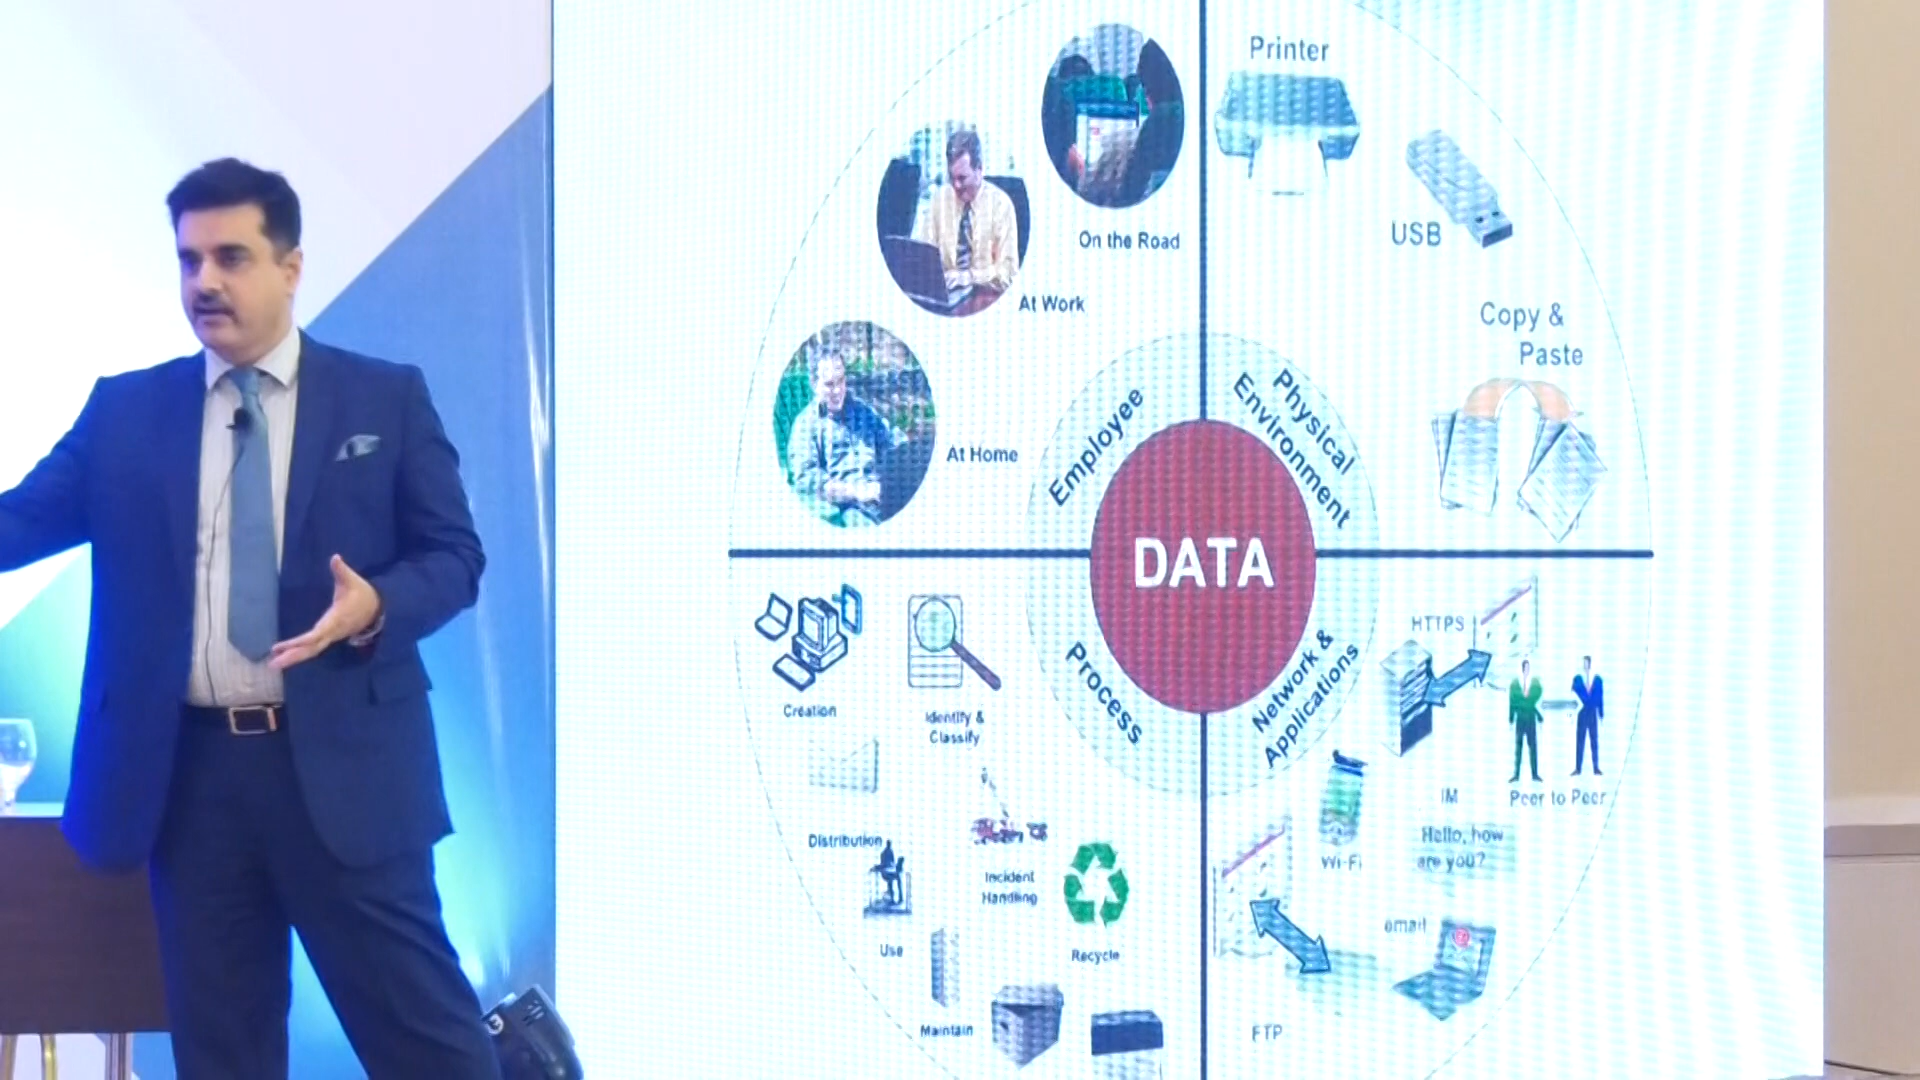 Printer
On the Road
USB
At Work
Copy &
Paste
At Home
Employee
Physical
Environment
DATA
Process
Network &
Applications
Creation
Identify &
Classify
Distribution
Incident
Handling
Use
Recycle
Maintain
HTTPS
IM
Peer to Peer
Hello, how
are you?
Wi-Fi
email
FTP